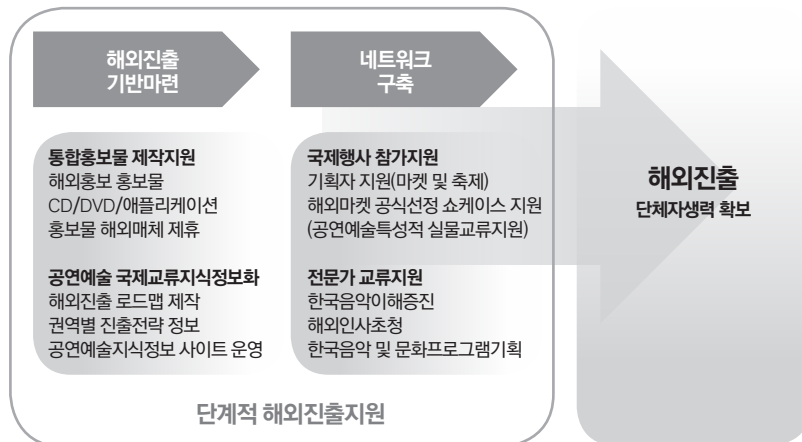 해외진출
기반마련
통합홍보물 제작지원
해외홍보 홍보물
CD/DVD/애플리케이션
홍보물 해외매체 제휴
공연예술 국제교류지식정보화
해외진출 로드맵 제작
권역별 진출전략 정보
공연예술지식정보 사이트 운영
네트워크
구축
국제행사 참가지원
기획자 지원(마켓 및 축제)
해외마켓 공식선정 쇼케이스 지원
(공연예술특성적 실물교류지원)
전문가 교류지원
한국음악이해증진
해외인사초청
한국음악 및 문화프로그램기획
해외진출
단체자생력 확보
단계적 해외진출지원